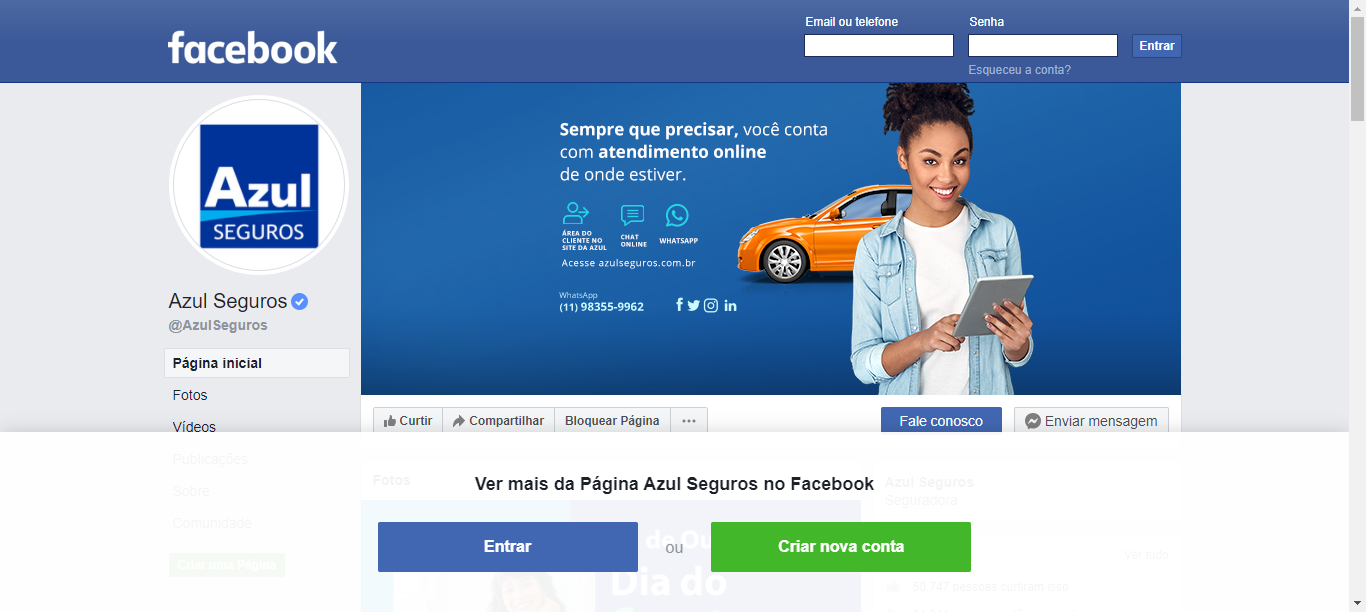 facebook
Email ou telefone
Senha
Entrar
Esqueceu a conta?
Azul
SEGUROS
Azul Seguros
@AzulSeguros
Página inicial
Fotos
Vídeos
Publicações
Sobre
Comunidade
Criar uma Página
Sempre que precisar, você conta
com atendimento online
de onde estiver.
ÁREA DO
CLIENTE NO
SITE DA AZUL
CHAT
ONLINE
WHATSAPP
Acesse azulseguros.com.br
WhatsApp
(11) 98355-9962
Curtir
Compartilhar
Bloquear Página
Fale conosco
Enviar mensagem
Fotos
Ver mais da Página Azul Seguros no Facebook
Azul Seguros
Seguradora
Entrar
ou
Criar nova conta
de Ou
Dia do
Ver tudo
50.747 pessoas curtiram isso